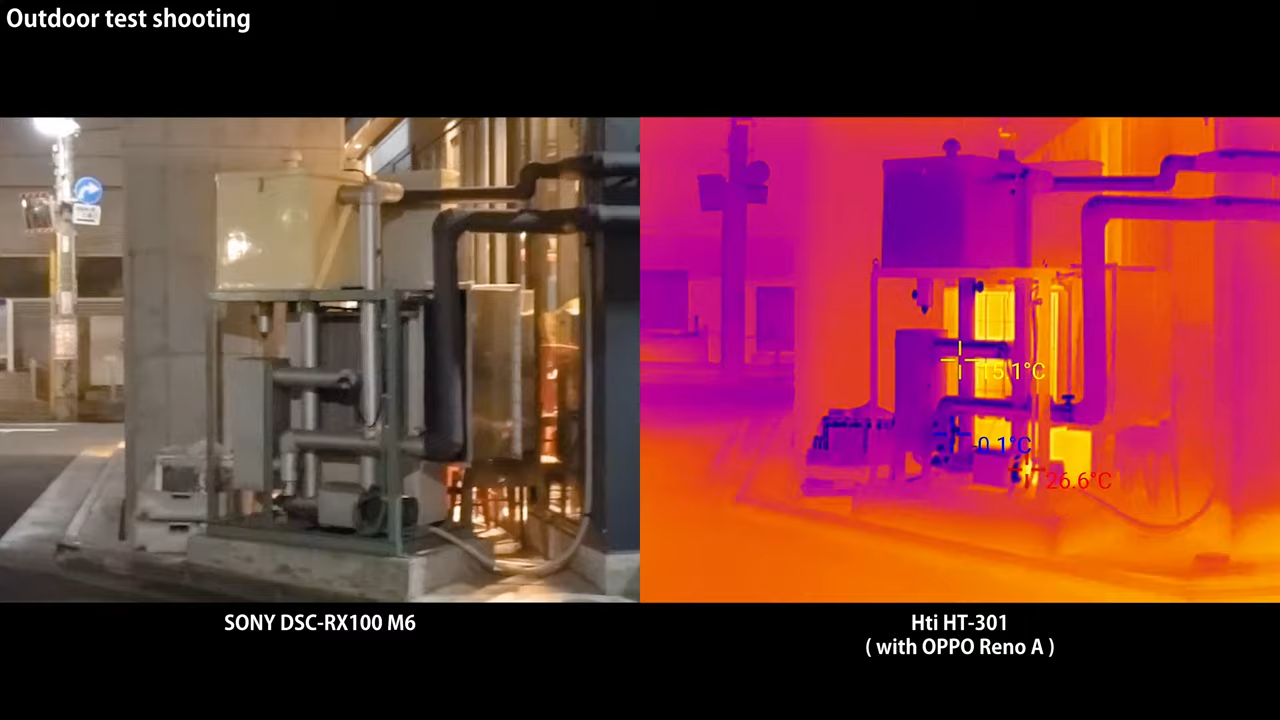 Outdoor test shooting
15.1°C
-0.1°C
26.6°C
SONY DSC-RX100 M6
Hti HT-301
( with OPPO Reno A )